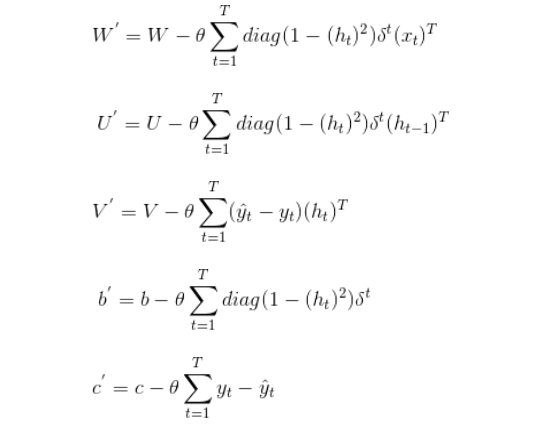 W′ = W − θ ∑_{t=1}^{T} diag(1 − (h_t)²)δ^t(x_t)^T
U′ = U − θ ∑_{t=1}^{T} diag(1 − (h_t)²)δ^t(h_{t−1})^T
V′ = V − θ ∑_{t=1}^{T} (ŷ_t − y_t)(h_t)^T
b′ = b − θ ∑_{t=1}^{T} diag(1 − (h_t)²)δ^t
c′ = c − θ ∑_{t=1}^{T} y_t − ŷ_t